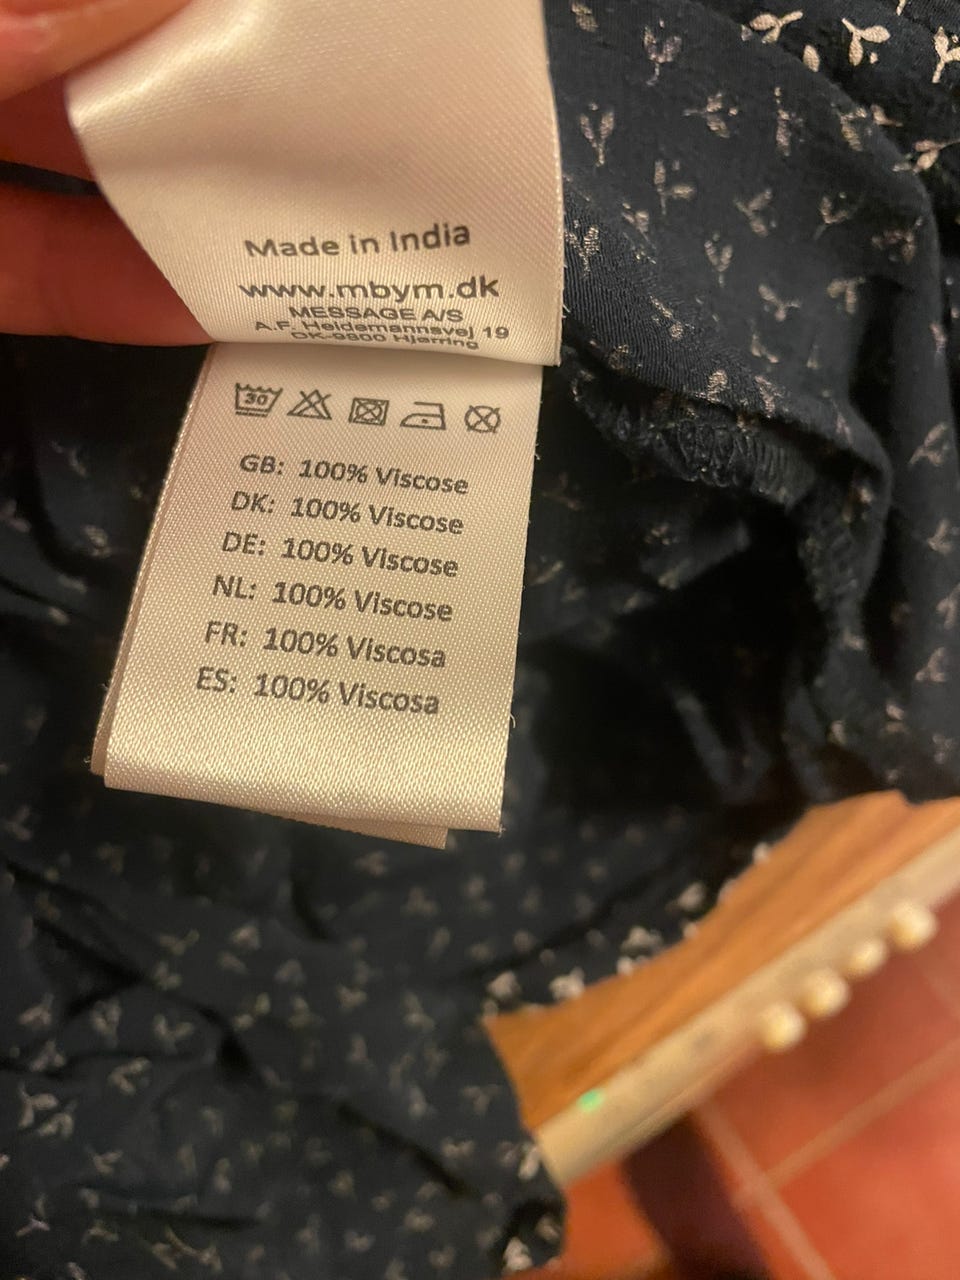 Made in India
www.mbym.dk
MESSAGE A/S
A.F. Heidemannsvej 19
DK-9800 Hjørring
30
GB: 100% Viscose
DK: 100% Viscose
DE: 100% Viscose
NL: 100% Viscose
FR: 100% Viscosa
ES: 100% Viscosa